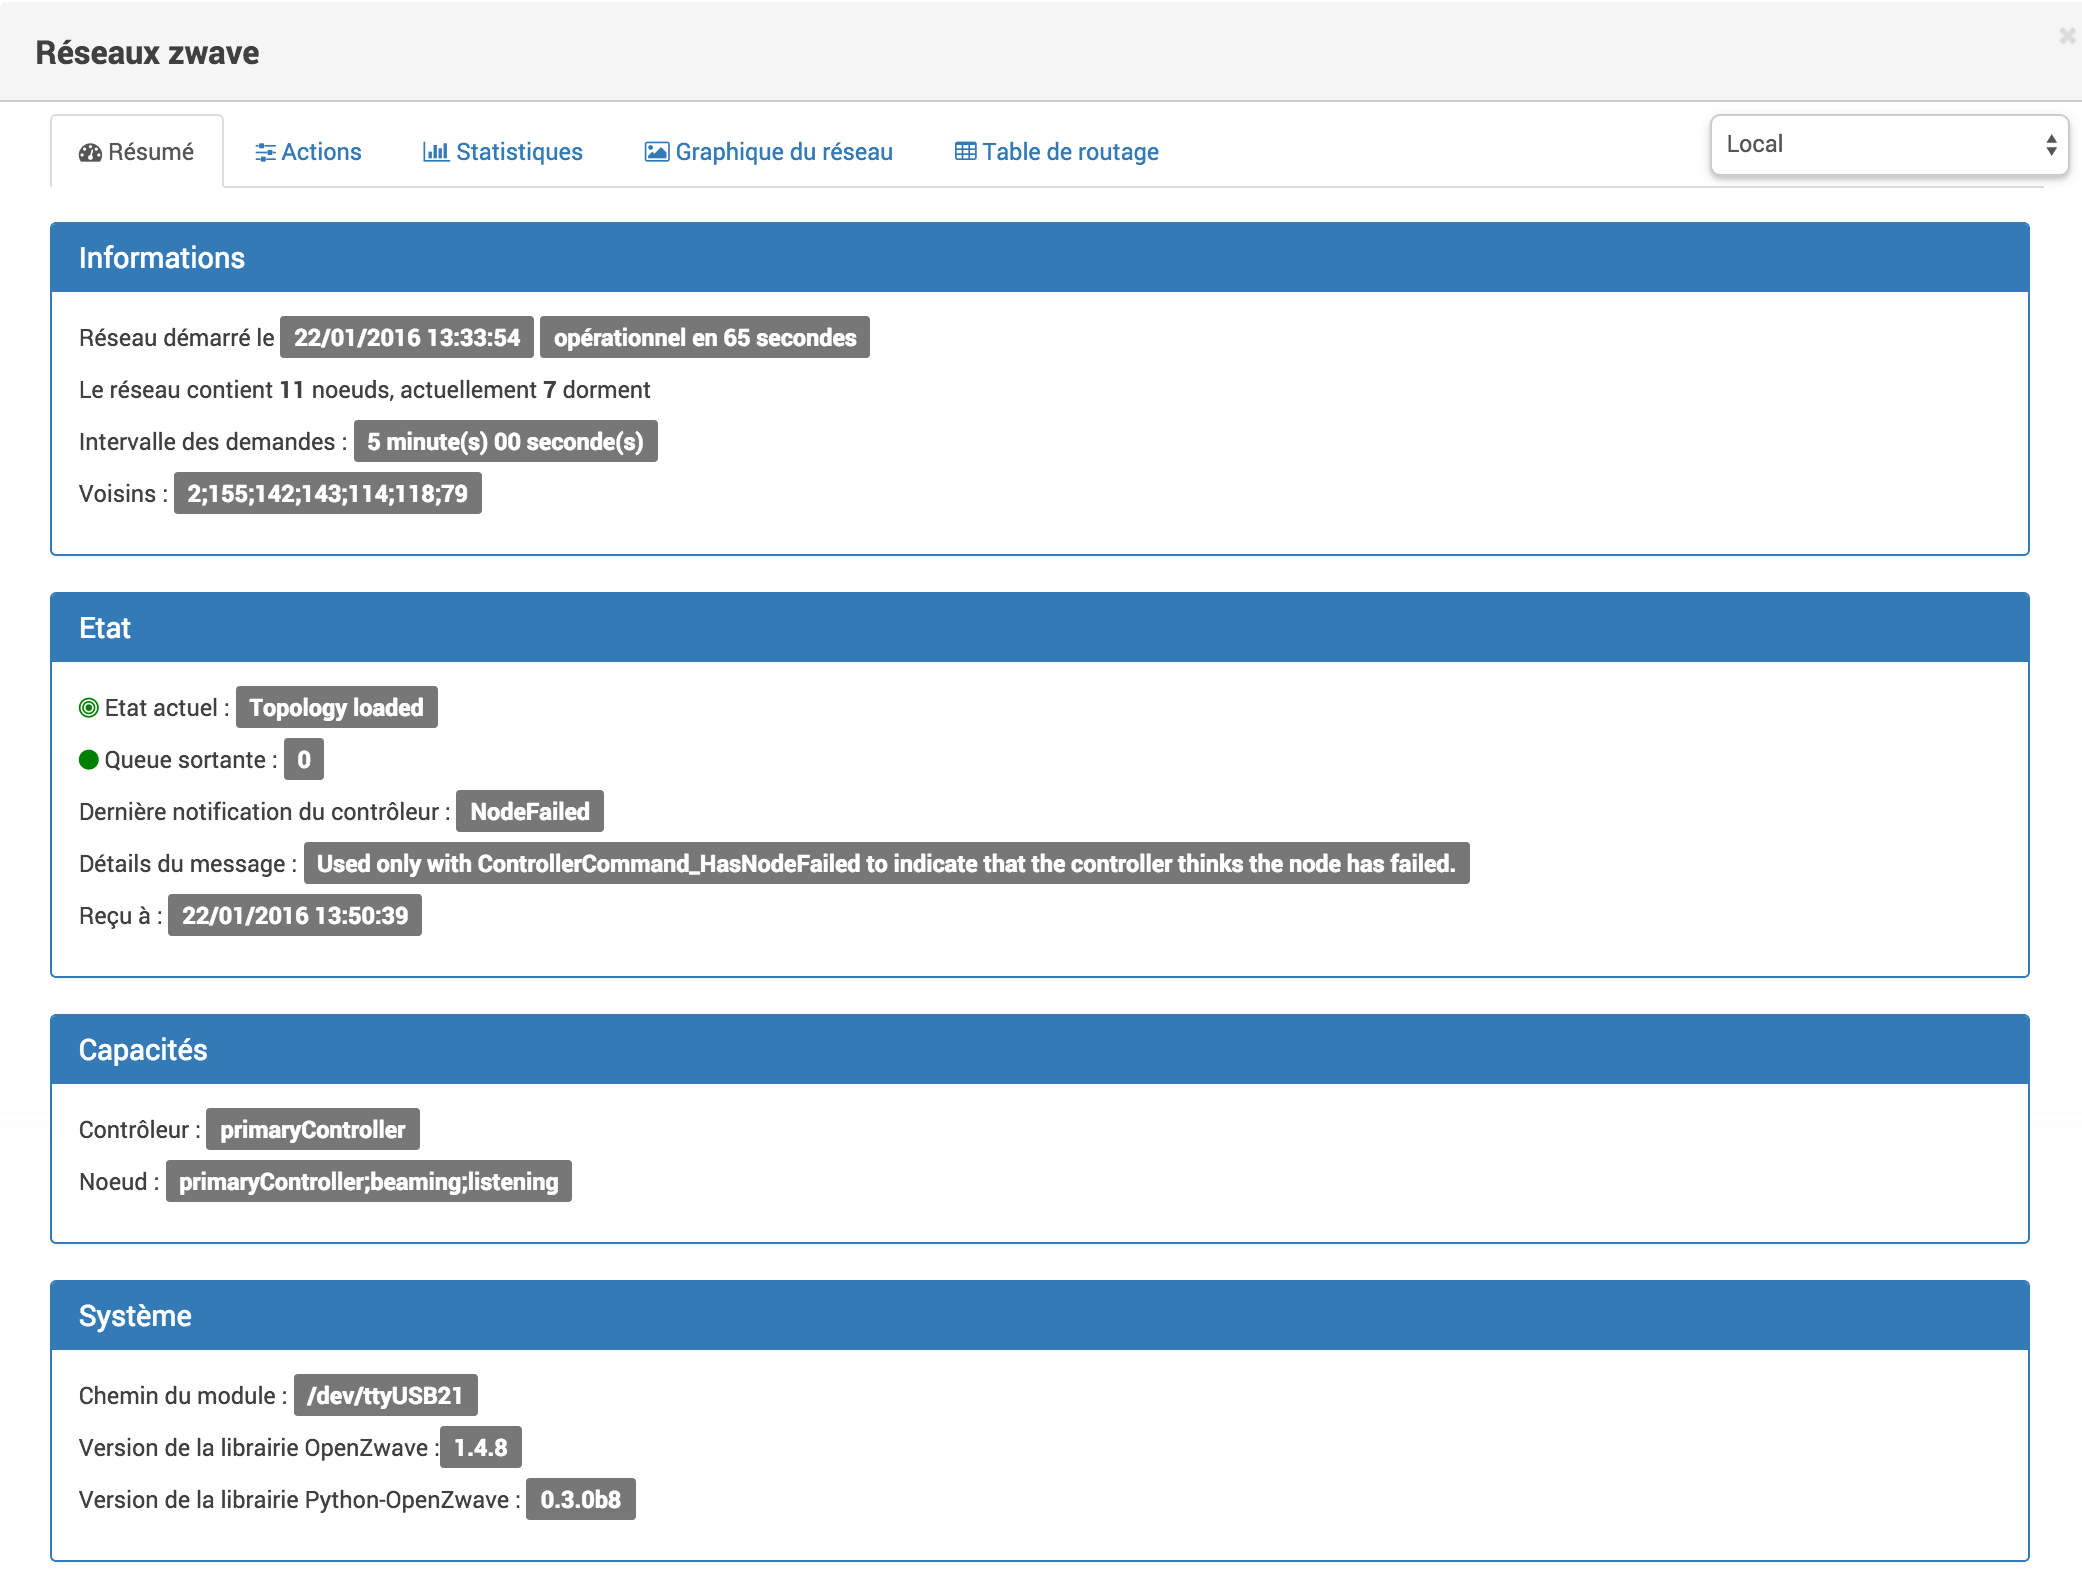 Réseaux zwave
Résumé Actions Statistiques Graphique du réseau Table de routage Local
Informations
Réseau démarré le 22/01/2016 13:33:54 opérationnel en 65 secondes
Le réseau contient 11 noeuds, actuellement 7 dorment
Intervalle des demandes : 5 minute(s) 00 seconde(s)
Voisins : 2;155;142;143;114;118;79
Etat
Etat actuel : Topology loaded
Queue sortante : 0
Dernière notification du contrôleur : NodeFailed
Détails du message : Used only with ControllerCommand_HasNodeFailed to indicate that the controller thinks the node has failed.
Reçu à : 22/01/2016 13:50:39
Capacités
Contrôleur : primaryController
Noeud : primaryController;beaming;listening
Système
Chemin du module : /dev/ttyUSB21
Version de la librairie OpenZwave : 1.4.8
Version de la librairie Python-OpenZwave : 0.3.0b8